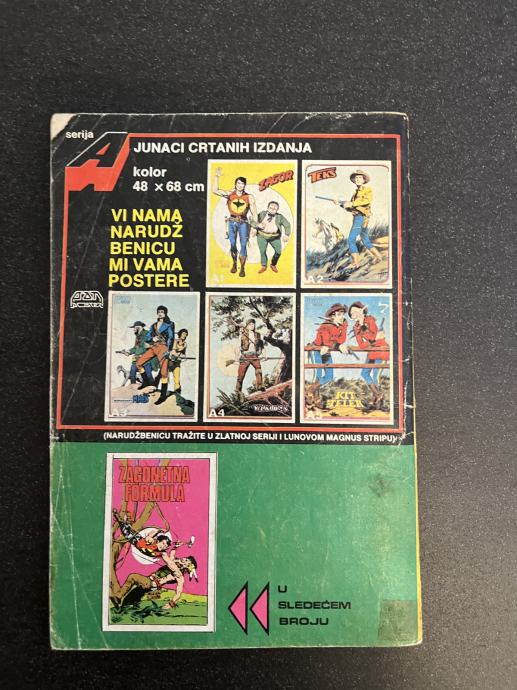 serija
A
JUNACI CRTANIH IZDANJA
kolor
48 × 68 cm
VI NAMA
NARUDŽ
BENICU
MI VAMA
POSTERE
ZAGOR
A1
TEKS
A2
A3
A4
KIT
TELER
A5
(NARUDŽBENICU TRAŽITE U ZLATNOJ SERIJI I LUNOVOM MAGNUS STRIPU)
ZAGONETNA
FORMULA
U
SLEDEĆEM
BROJU